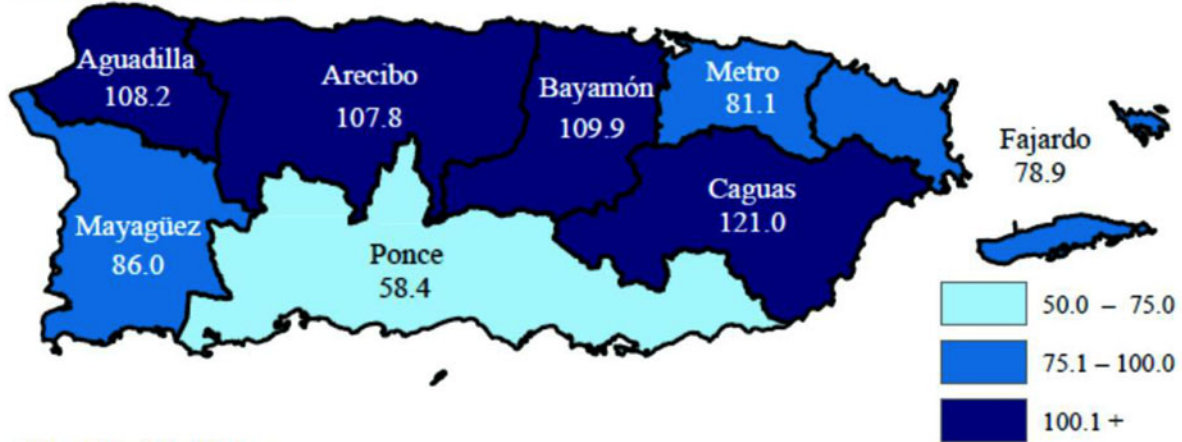 Aguadilla
108.2
Arecibo
107.8
Bayamón
109.9
Metro
81.1
Fajardo
78.9
Mayagüez
86.0
Ponce
58.4
Caguas
121.0
50.0 – 75.0
75.1 – 100.0
100.1 +